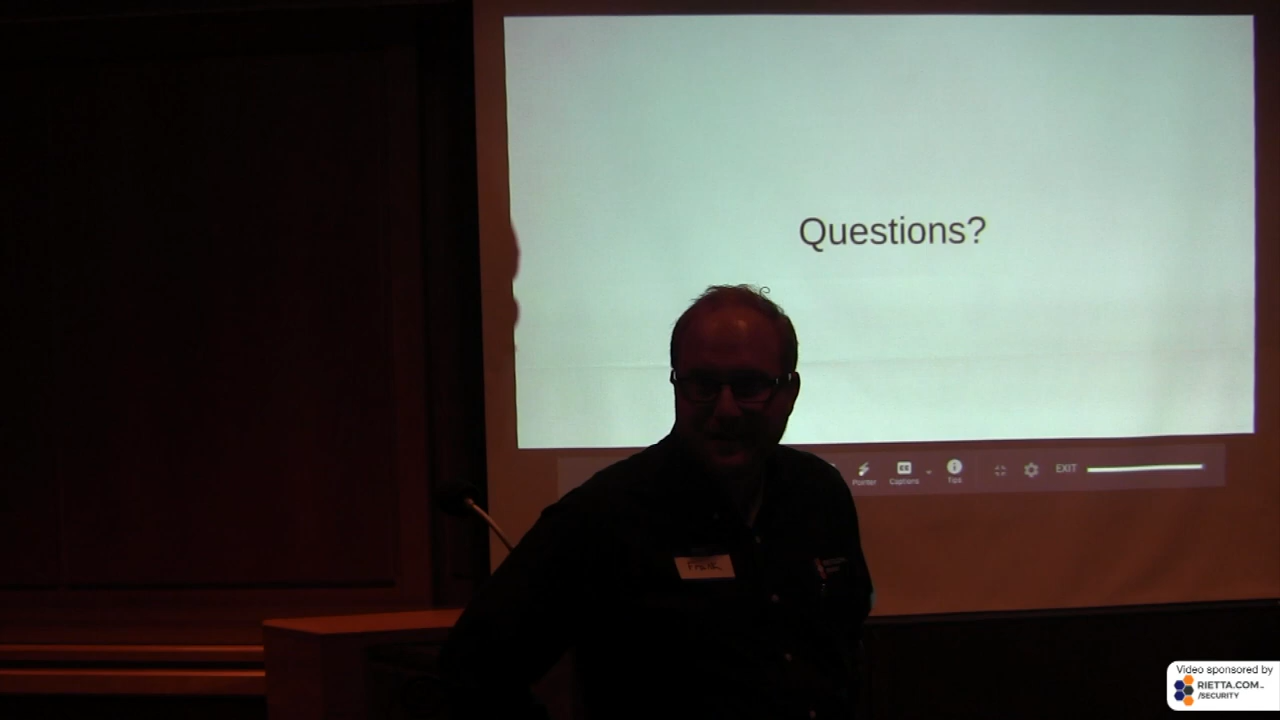 Questions?
Pointer
Captions
Tips
EXIT
Video sponsored by
RIETTA.COM
/SECURITY